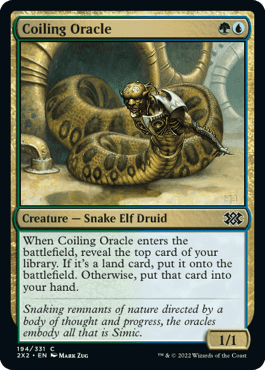 Coiling Oracle
Creature — Snake Elf Druid
When Coiling Oracle enters the
battlefield, reveal the top card of your
library. If it's a land card, put it onto the
battlefield. Otherwise, put that card into
your hand.
Snaking remnants of nature directed by a
body of thought and progress, the oracles
embody all that is Simic.
1/1
194/331 C
2X2 • EN Mark Zug
™ & © 2022 Wizards of the Coast